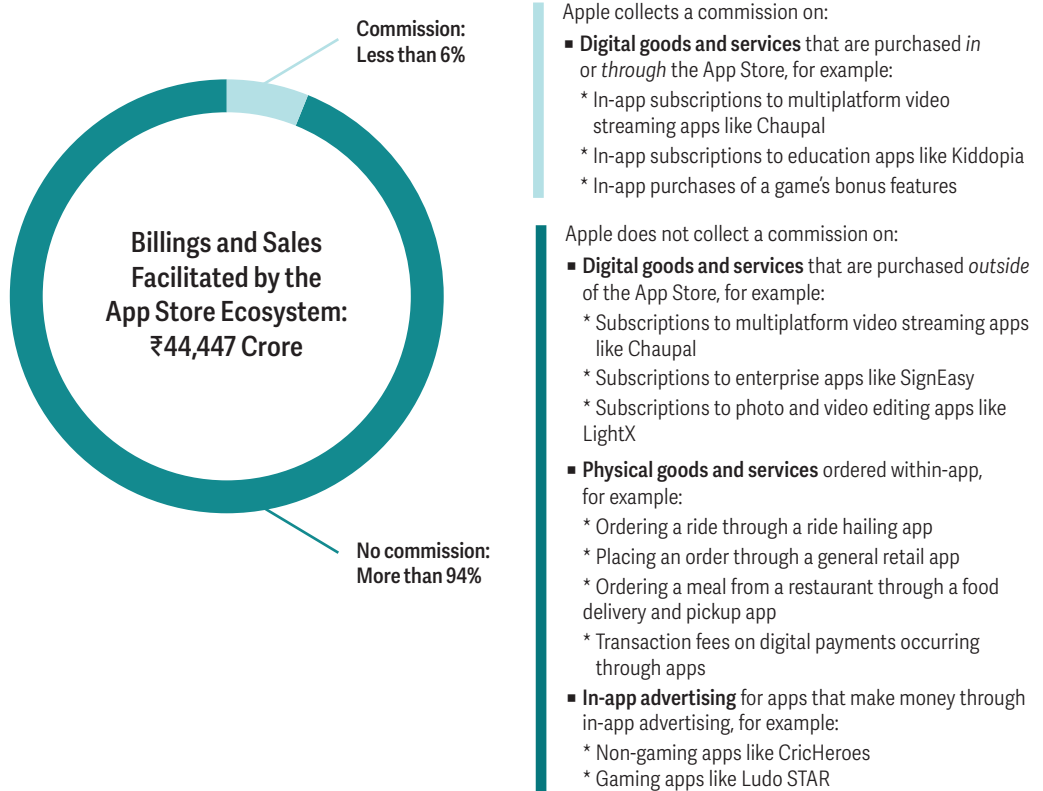 Commission:
Less than 6%
Billings and Sales
Facilitated by the
App Store Ecosystem:
₹44,447 Crore
No commission:
More than 94%
Apple collects a commission on:
▪ Digital goods and services that are purchased in
or through the App Store, for example:
* In-app subscriptions to multiplatform video
streaming apps like Chaupal
* In-app subscriptions to education apps like Kiddopia
* In-app purchases of a game's bonus features
Apple does not collect a commission on:
▪ Digital goods and services that are purchased outside
of the App Store, for example:
* Subscriptions to multiplatform video streaming apps
like Chaupal
* Subscriptions to enterprise apps like SignEasy
* Subscriptions to photo and video editing apps like
LightX
▪ Physical goods and services ordered within-app,
for example:
* Ordering a ride through a ride hailing app
* Placing an order through a general retail app
* Ordering a meal from a restaurant through a food
delivery and pickup app
* Transaction fees on digital payments occurring
through apps
▪ In-app advertising for apps that make money through
in-app advertising, for example:
* Non-gaming apps like CricHeroes
* Gaming apps like Ludo STAR